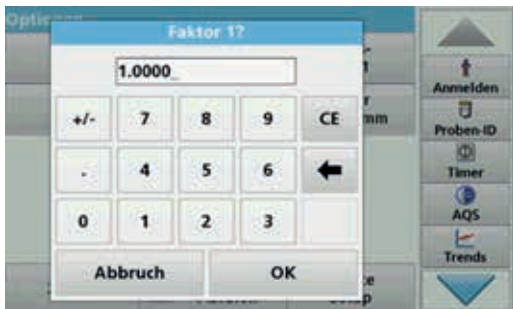 Faktor 1?
1.0000_
+/- 7 8 9 CE
. 4 5 6
0 1 2 3
Abbruch OK
Anmelden
Proben-ID
Timer
AQS
Trends